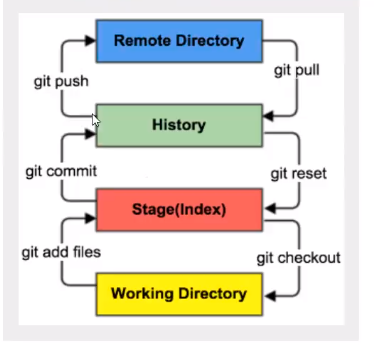 Remote Directory
git push
git pull
History
git commit
git reset
Stage(Index)
git add files
git checkout
Working Directory